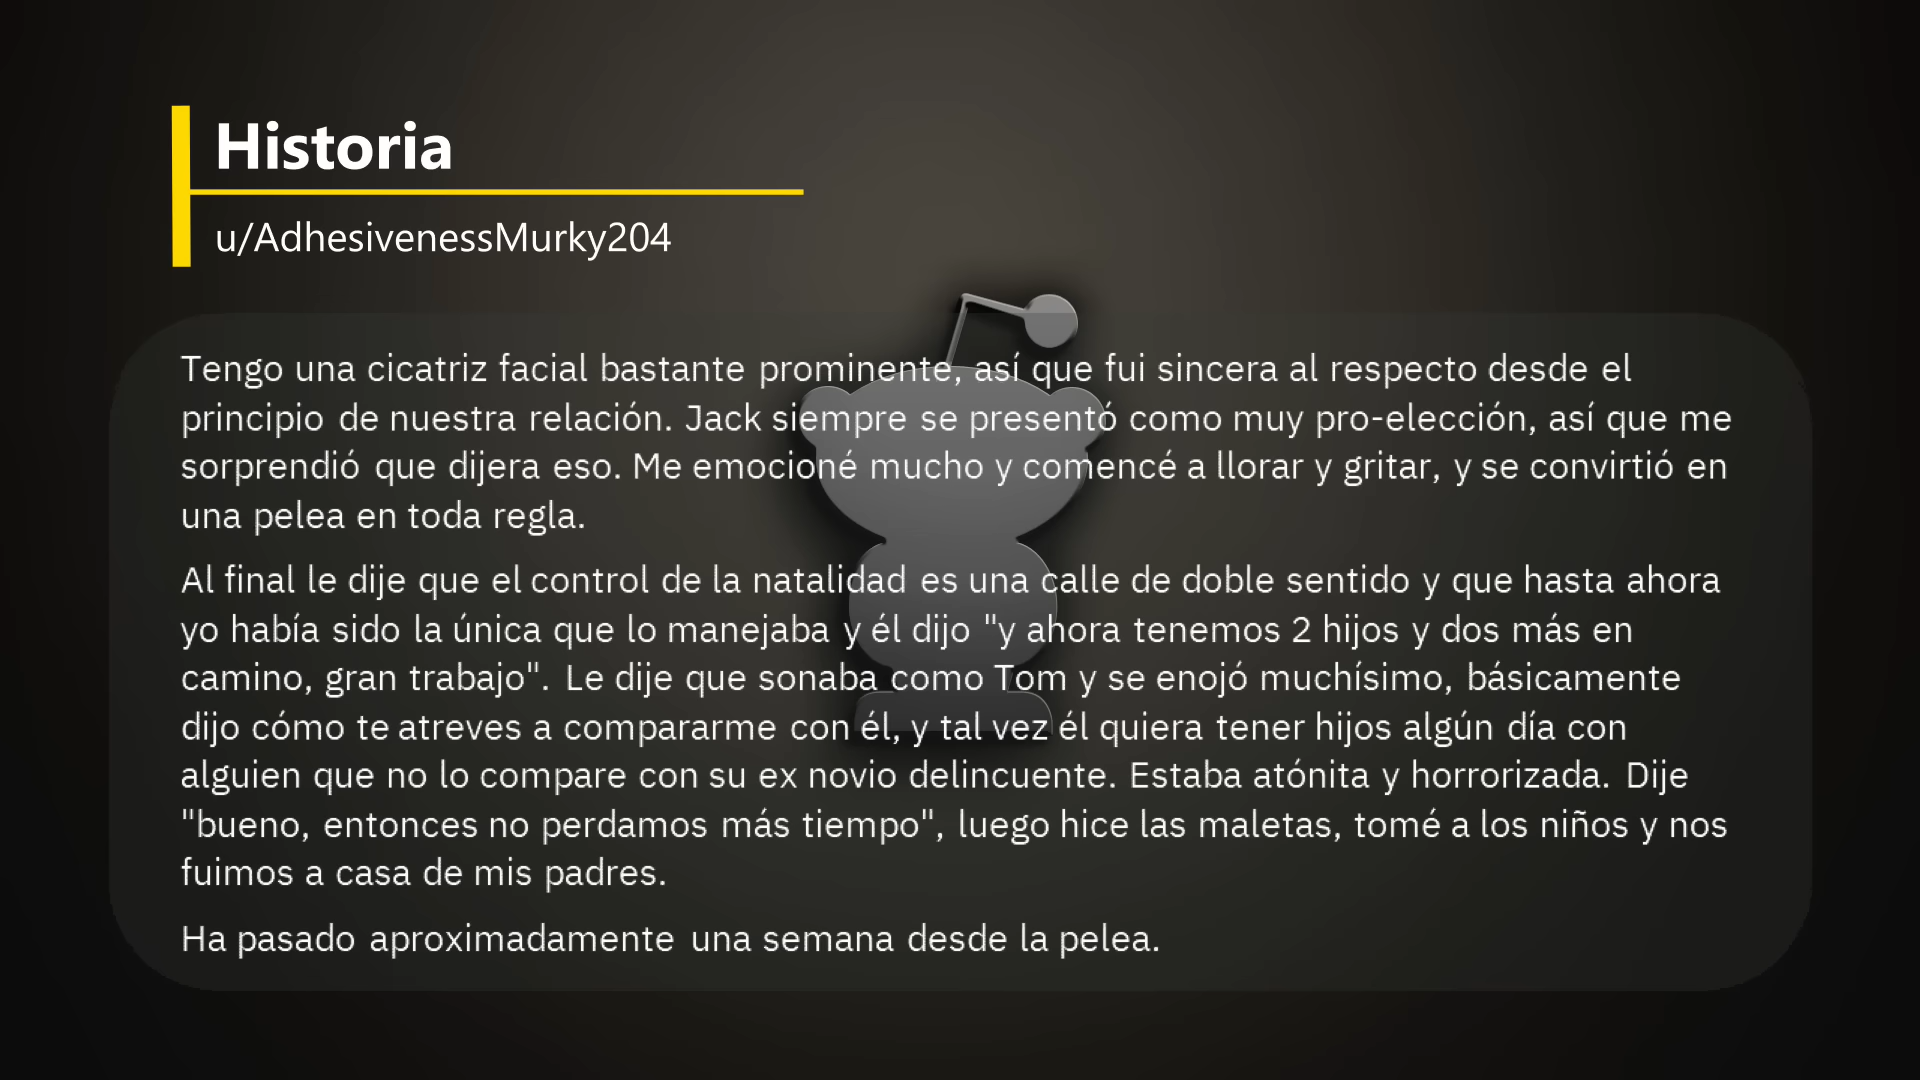 Historia
u/AdhesivenessMurky204
Tengo una cicatriz facial bastante prominente, así que fui sincera al respecto desde el
principio de nuestra relación. Jack siempre se presentó como muy pro-elección, así que me
sorprendió que dijera eso. Me emocioné mucho y comencé a llorar y gritar, y se convirtió en
una pelea en toda regla.
Al final le dije que el control de la natalidad es una calle de doble sentido y que hasta ahora
yo había sido la única que lo manejaba y él dijo "y ahora tenemos 2 hijos y dos más en
camino, gran trabajo". Le dije que sonaba como Tom y se enojó muchísimo, básicamente
dijo cómo te atreves a compararme con él, y tal vez él quiera tener hijos algún día con
alguien que no lo compare con su ex novio delincuente. Estaba atónita y horrorizada. Dije
"bueno, entonces no perdamos más tiempo", luego hice las maletas, tomé a los niños y nos
fuimos a casa de mis padres.
Ha pasado aproximadamente una semana desde la pelea.